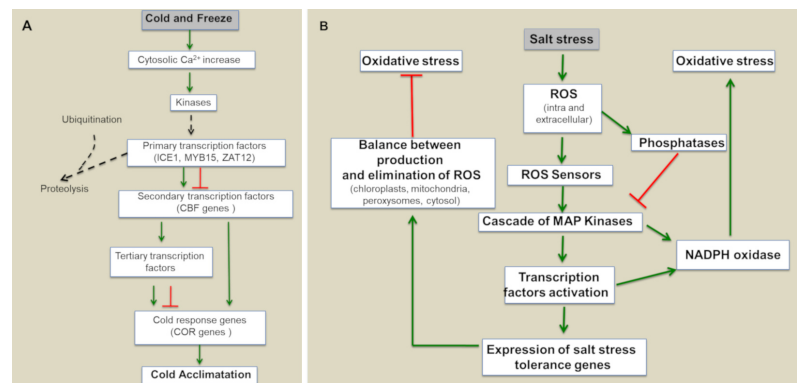 A
Cold and Freeze
Cytosolic Ca²⁺ increase
Kinases
Ubiquitination
Primary transcription factors
(ICE1, MYB15, ZAT12)
Proteolysis
Secondary transcription factors
(CBF genes )
Tertiary transcription
factors
Cold response genes
(COR genes )
Cold Acclimatation
B
Salt stress
Oxidative stress
Oxidative stress
ROS
(intra and
extracellular)
Phosphatases
Balance between
production
and elimination of ROS
(chloroplasts, mitochondria,
peroxysomes, cytosol)
ROS Sensors
Cascade of MAP Kinases
NADPH oxidase
Transcription
factors activation
Expression of salt stress
tolerance genes